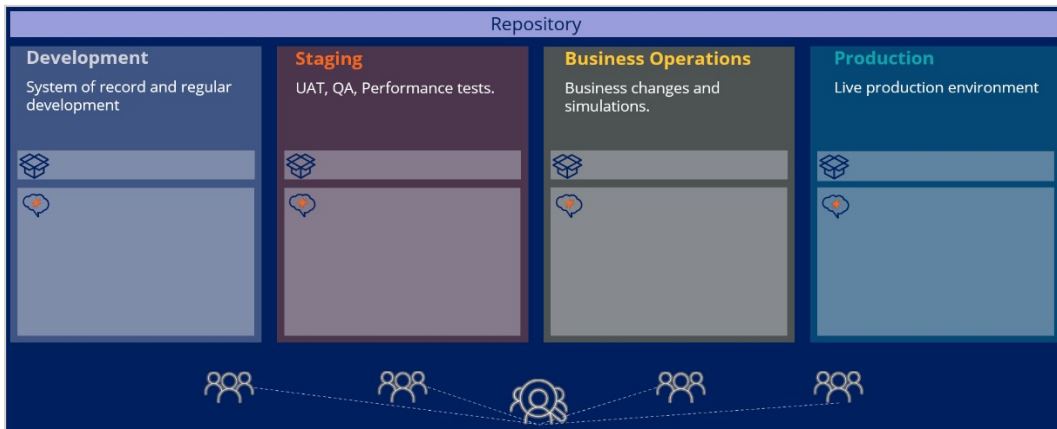 Repository
Development
System of record and regular
development
Staging
UAT, QA, Performance tests.
Business Operations
Business changes and
simulations.
Production
Live production environment